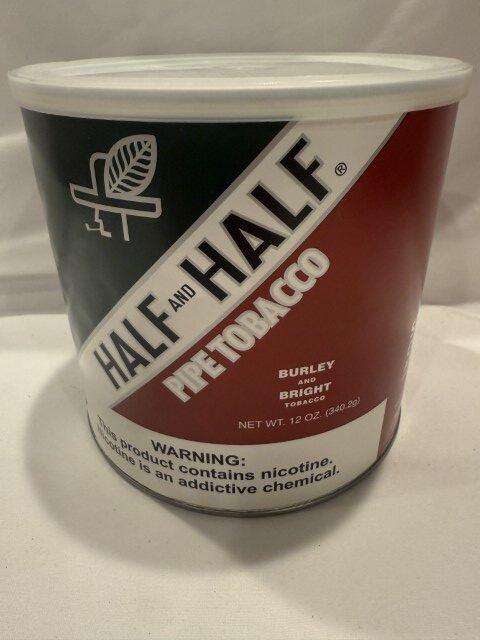 HALF AND HALF®
PIPE TOBACCO
BURLEY
AND
BRIGHT
TOBACCO
NET WT. 12 OZ. (340.2g)
WARNING:
This product contains nicotine.
Nicotine is an addictive chemical.